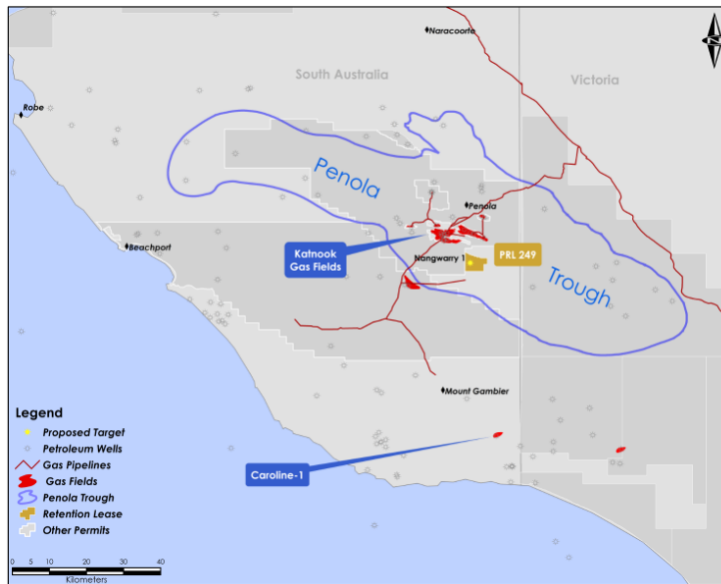 Naracoorte
South Australia
Victoria
Robe
Penola
Penola
Beachport
Katnook
Gas Fields
Nangwarry 1
PRL 249
Trough
Mount Gambier
Caroline-1
Legend
Proposed Target
Petroleum Wells
Gas Pipelines
Gas Fields
Penola Trough
Retention Lease
Other Permits
0 5 10 20 30 40
Kilometers